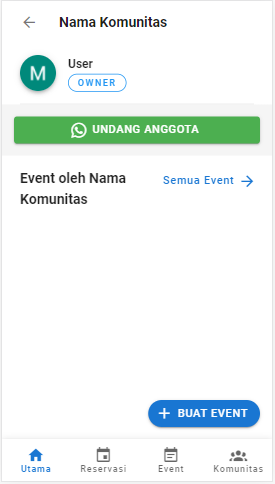 Nama Komunitas
M
User
OWNER
UNDANG ANGGOTA
Event oleh Nama
Komunitas
Semua Event
BUAT EVENT
Utama
Reservasi
Event
Komunitas